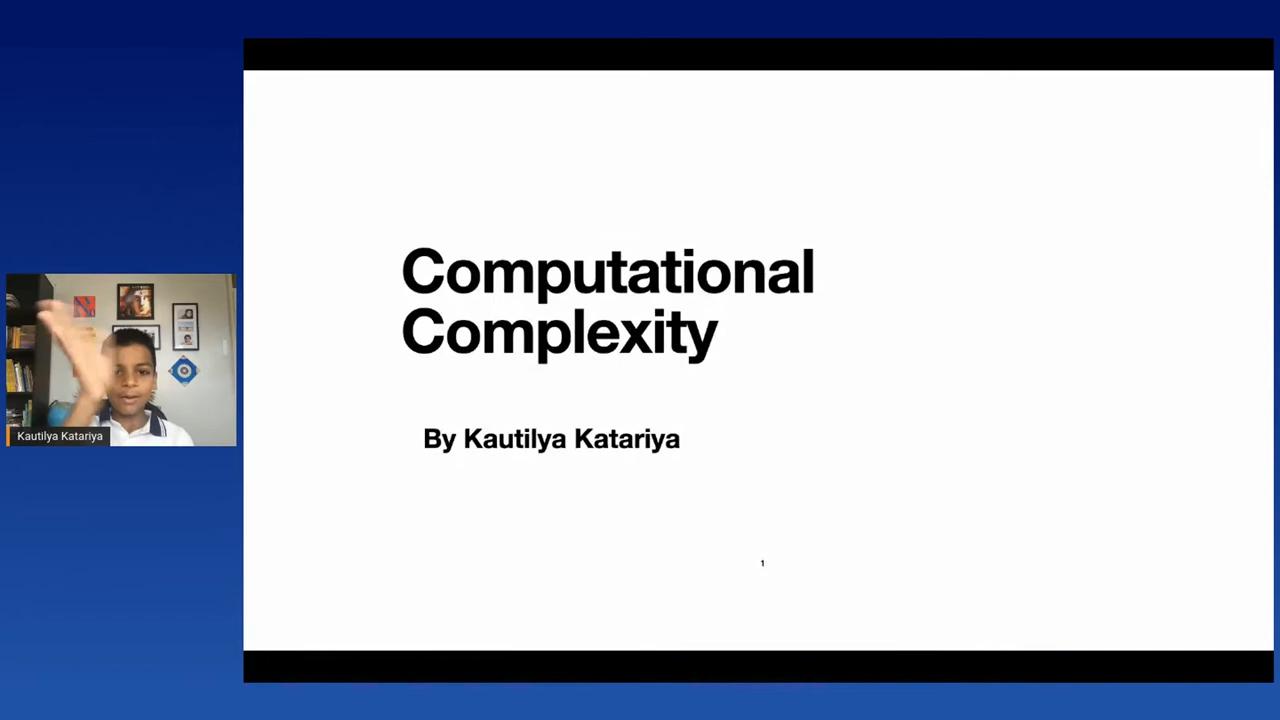 Computational
Complexity
By Kautilya Katariya
1
Kautilya Katariya